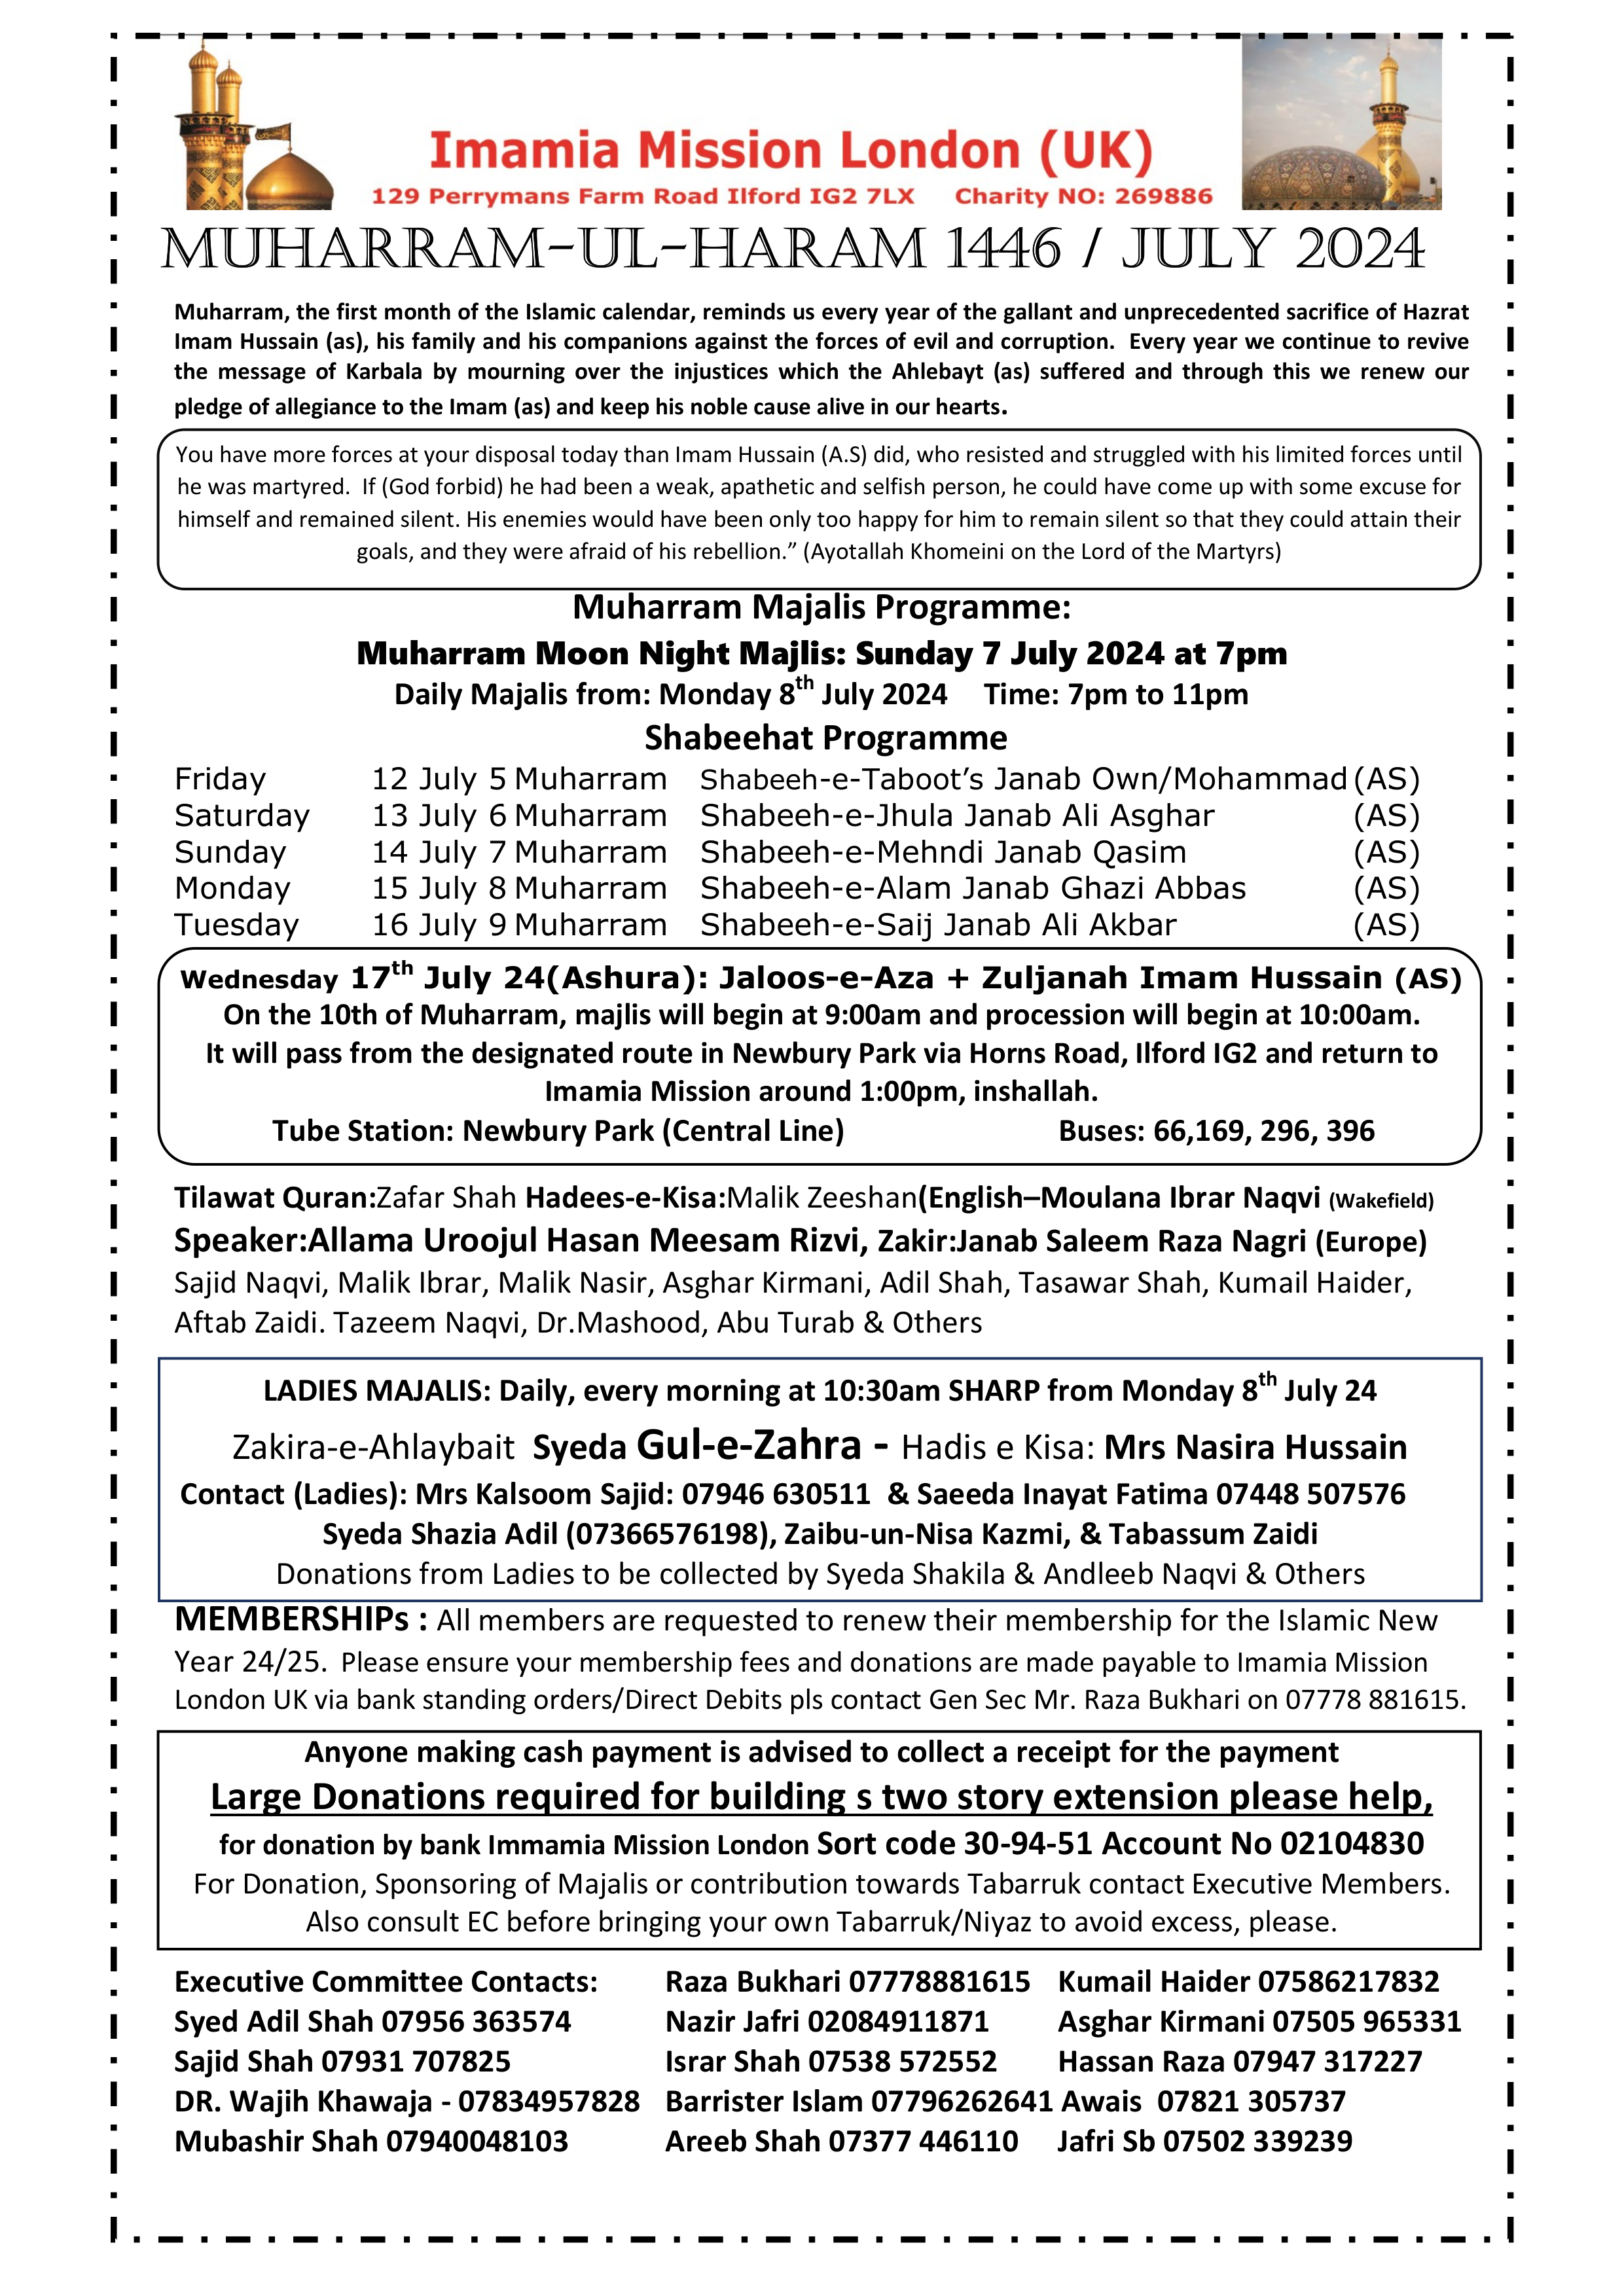 Imamia Mission London (UK)
129 Perrymans Farm Road Ilford IG2 7LX Charity NO: 269886
MUHARRAM-UL-HARAM 1446 / JULY 2024
Muharram, the first month of the Islamic calendar, reminds us every year of the gallant and unprecedented sacrifice of Hazrat
Imam Hussain (as), his family and his companions against the forces of evil and corruption. Every year we continue to revive
the message of Karbala by mourning over the injustices which the Ahlebayt (as) suffered and through this we renew our
pledge of allegiance to the Imam (as) and keep his noble cause alive in our hearts.
You have more forces at your disposal today than Imam Hussain (A.S) did, who resisted and struggled with his limited forces until
he was martyred. If (God forbid) he had been a weak, apathetic and selfish person, he could have come up with some excuse for
himself and remained silent. His enemies would have been only too happy for him to remain silent so that they could attain their
goals, and they were afraid of his rebellion.” (Ayotallah Khomeini on the Lord of the Martyrs)
Muharram Majalis Programme:
Muharram Moon Night Majlis: Sunday 7 July 2024 at 7pm
Daily Majalis from: Monday 8th July 2024 Time: 7pm to 11pm
Shabeehat Programme
Friday 12 July 5 Muharram Shabeeh-e-Taboot’s Janab Own/Mohammad (AS)
Saturday 13 July 6 Muharram Shabeeh-e-Jhula Janab Ali Asghar (AS)
Sunday 14 July 7 Muharram Shabeeh-e-Mehndi Janab Qasim (AS)
Monday 15 July 8 Muharram Shabeeh-e-Alam Janab Ghazi Abbas (AS)
Tuesday 16 July 9 Muharram Shabeeh-e-Saij Janab Ali Akbar (AS)
Wednesday 17th July 24(Ashura): Jaloos-e-Aza + Zuljanah Imam Hussain (AS)
On the 10th of Muharram, majlis will begin at 9:00am and procession will begin at 10:00am.
It will pass from the designated route in Newbury Park via Horns Road, Ilford IG2 and return to
Imamia Mission around 1:00pm, inshallah.
Tube Station: Newbury Park (Central Line) Buses: 66,169, 296, 396
Tilawat Quran:Zafar Shah Hadees-e-Kisa:Malik Zeeshan(English–Moulana Ibrar Naqvi (Wakefield)
Speaker:Allama Uroojul Hasan Meesam Rizvi, Zakir:Janab Saleem Raza Nagri (Europe)
Sajid Naqvi, Malik Ibrar, Malik Nasir, Asghar Kirmani, Adil Shah, Tasawar Shah, Kumail Haider,
Aftab Zaidi. Tazeem Naqvi, Dr.Mashood, Abu Turab & Others
LADIES MAJALIS: Daily, every morning at 10:30am SHARP from Monday 8th July 24
Zakira-e-Ahlaybait Syeda Gul-e-Zahra - Hadis e Kisa: Mrs Nasira Hussain
Contact (Ladies): Mrs Kalsoom Sajid: 07946 630511 & Saeeda Inayat Fatima 07448 507576
Syeda Shazia Adil (07366576198), Zaibu-un-Nisa Kazmi, & Tabassum Zaidi
Donations from Ladies to be collected by Syeda Shakila & Andleeb Naqvi & Others
MEMBERSHIPs : All members are requested to renew their membership for the Islamic New
Year 24/25. Please ensure your membership fees and donations are made payable to Imamia Mission
London UK via bank standing orders/Direct Debits pls contact Gen Sec Mr. Raza Bukhari on 07778 881615.
Anyone making cash payment is advised to collect a receipt for the payment
Large Donations required for building s two story extension please help,
for donation by bank Immamia Mission London Sort code 30-94-51 Account No 02104830
For Donation, Sponsoring of Majalis or contribution towards Tabarruk contact Executive Members.
Also consult EC before bringing your own Tabarruk/Niyaz to avoid excess, please.
Executive Committee Contacts: Raza Bukhari 07778881615 Kumail Haider 07586217832
Syed Adil Shah 07956 363574 Nazir Jafri 02084911871 Asghar Kirmani 07505 965331
Sajid Shah 07931 707825 Israr Shah 07538 572552 Hassan Raza 07947 317227
DR. Wajih Khawaja - 07834957828 Barrister Islam 07796262641 Awais 07821 305737
Mubashir Shah 07940048103 Areeb Shah 07377 446110 Jafri Sb 07502 339239